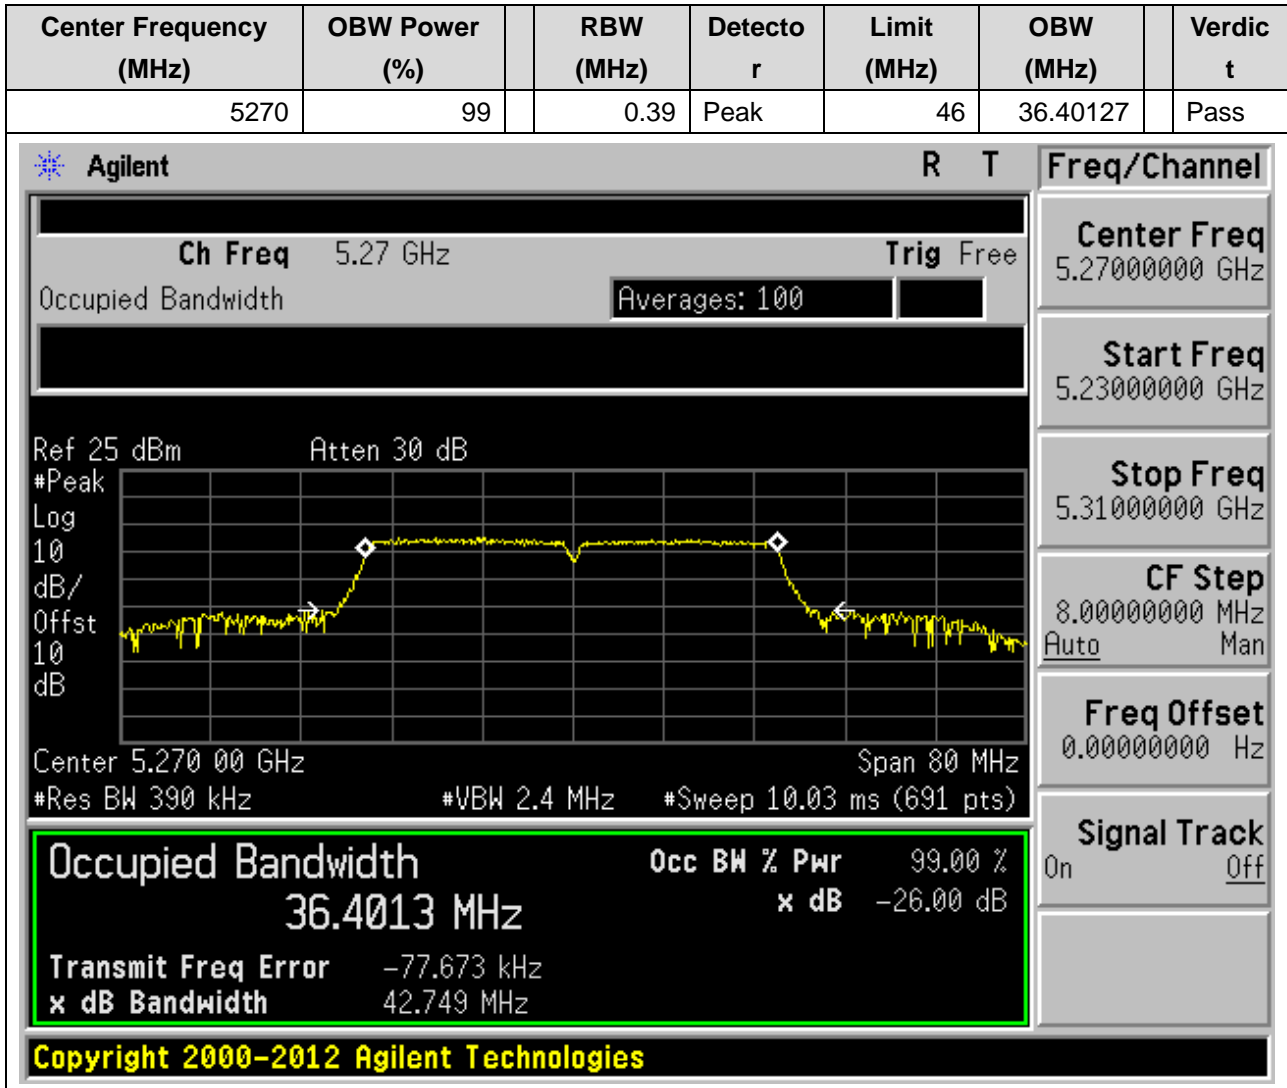 Center Frequency (MHz) OBW Power (%) RBW (MHz) Detector Limit (MHz) OBW (MHz) Verdict
5270 99 0.39 Peak 46 36.40127 Pass
Agilent R T Freq/Channel
Ch Freq 5.27 GHz Trig Free
Occupied Bandwidth Averages: 100
Center Freq
5.27000000 GHz
Start Freq
5.23000000 GHz
Stop Freq
5.31000000 GHz
CF Step
8.00000000 MHz
Auto Man
Freq Offset
0.00000000 Hz
Signal Track
On Off
Ref 25 dBm Atten 30 dB
#Peak
Log
10
dB/
Offst
10
dB
Center 5.270 00 GHz Span 80 MHz
#Res BW 390 kHz #VBW 2.4 MHz #Sweep 10.03 ms (691 pts)
Occupied Bandwidth Occ BW % Pwr 99.00 %
36.4013 MHz x dB -26.00 dB
Transmit Freq Error -77.673 kHz
x dB Bandwidth 42.749 MHz
Copyright 2000-2012 Agilent Technologies